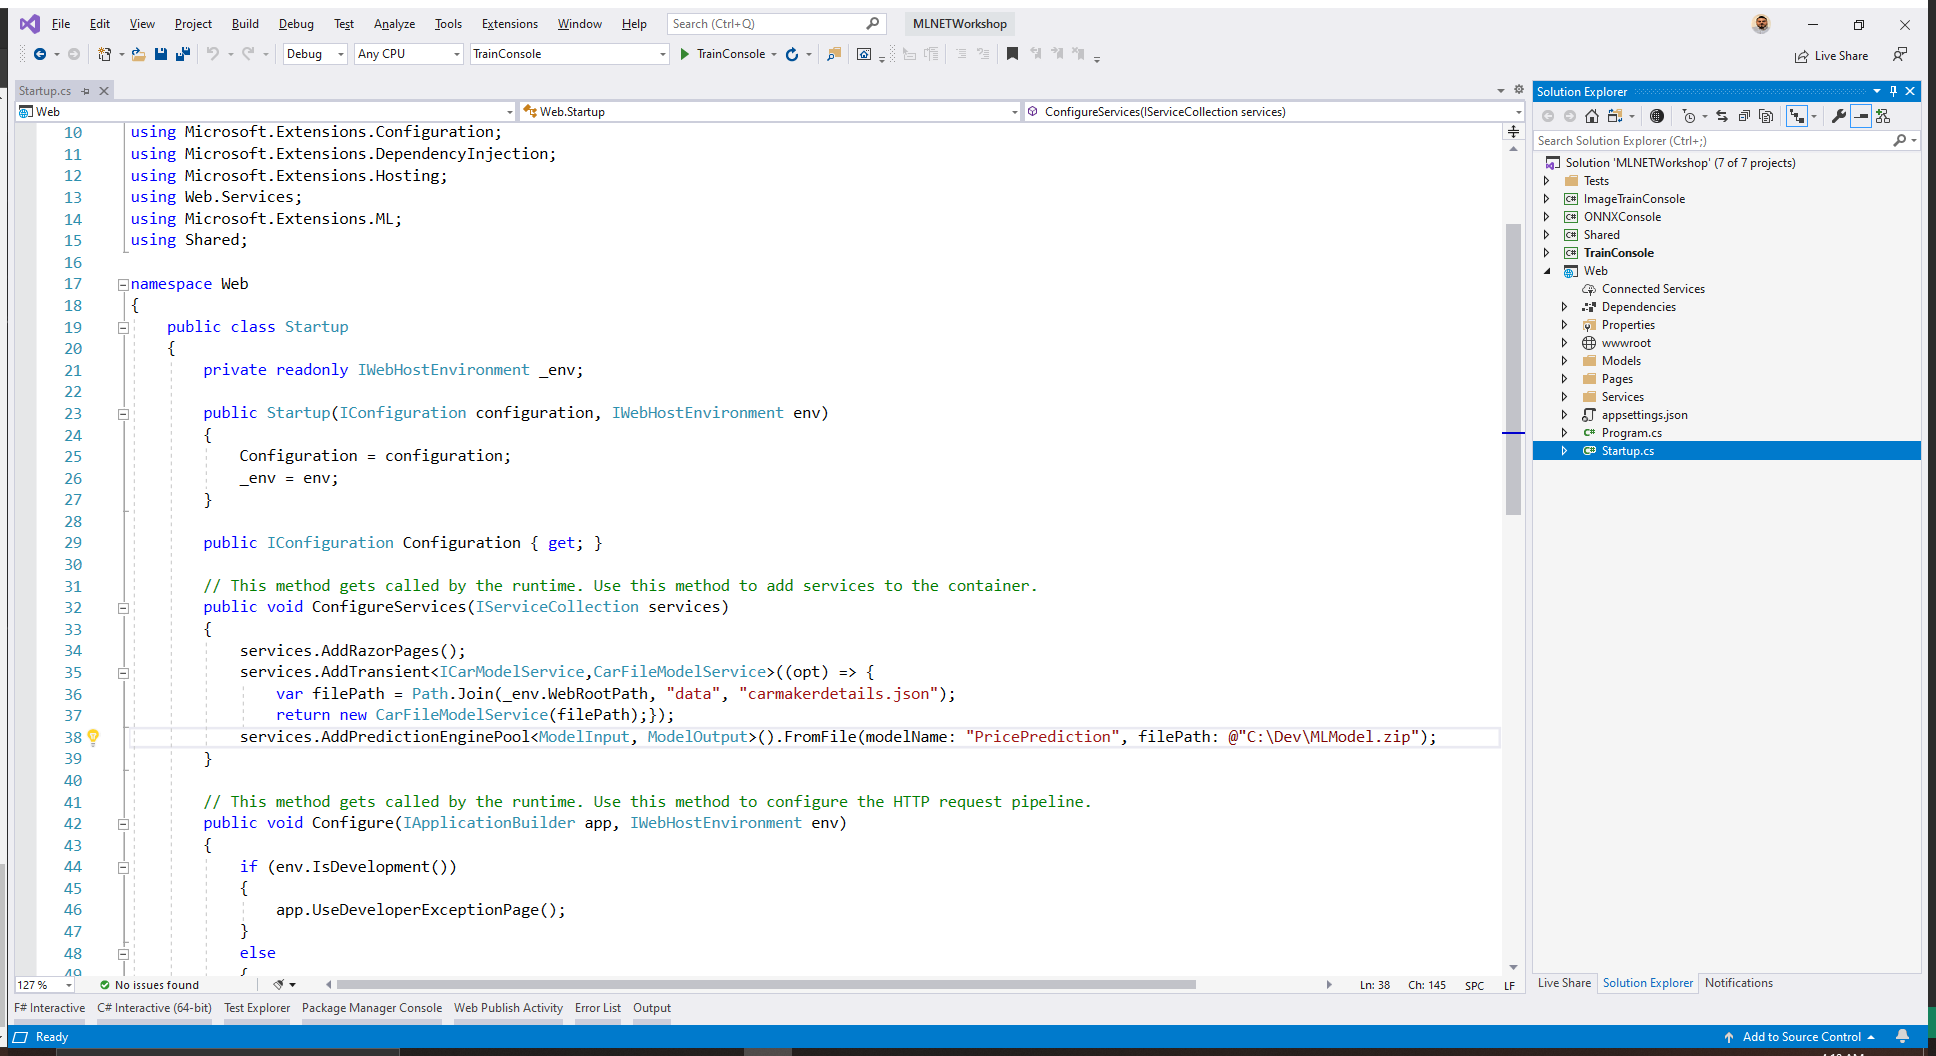 File Edit View Project Build Debug Test Analyze Tools Extensions Window Help Search (Ctrl+Q) MLNETWorkshop
Debug Any CPU TrainConsole TrainConsole Live Share
Startup.cs
Web Web.Startup ConfigureServices(IServiceCollection services)
10 using Microsoft.Extensions.Configuration;
11 using Microsoft.Extensions.DependencyInjection;
12 using Microsoft.Extensions.Hosting;
13 using Web.Services;
14 using Microsoft.Extensions.ML;
15 using Shared;
16
17 namespace Web
18 {
19 public class Startup
20 {
21 private readonly IWebHostEnvironment _env;
22
23 public Startup(IConfiguration configuration, IWebHostEnvironment env)
24 {
25 Configuration = configuration;
26 _env = env;
27 }
28
29 public IConfiguration Configuration { get; }
30
31 // This method gets called by the runtime. Use this method to add services to the container.
32 public void ConfigureServices(IServiceCollection services)
33 {
34 services.AddRazorPages();
35 services.AddTransient<ICarModelService,CarFileModelService>((opt) => {
36 var filePath = Path.Join(_env.WebRootPath, "data", "carmakerdetails.json");
37 return new CarFileModelService(filePath);});
38 services.AddPredictionEnginePool<ModelInput, ModelOutput>().FromFile(modelName: "PricePrediction", filePath: @"C:\Dev\MLModel.zip");
39 }
40
41 // This method gets called by the runtime. Use this method to configure the HTTP request pipeline.
42 public void Configure(IApplicationBuilder app, IWebHostEnvironment env)
43 {
44 if (env.IsDevelopment())
45 {
46 app.UseDeveloperExceptionPage();
47 }
48 else
49 {
127 % No issues found Ln: 38 Ch: 145 SPC LF
Solution Explorer
Search Solution Explorer (Ctrl+;)
Solution 'MLNETWorkshop' (7 of 7 projects)
Tests
C# ImageTrainConsole
C# ONNXConsole
C# Shared
C# TrainConsole
Web
Connected Services
Dependencies
Properties
wwwroot
Models
Pages
Services
appsettings.json
C# Program.cs
C# Startup.cs
Live Share Solution Explorer Notifications
F# Interactive C# Interactive (64-bit) Test Explorer Package Manager Console Web Publish Activity Error List Output
Ready Add to Source Control